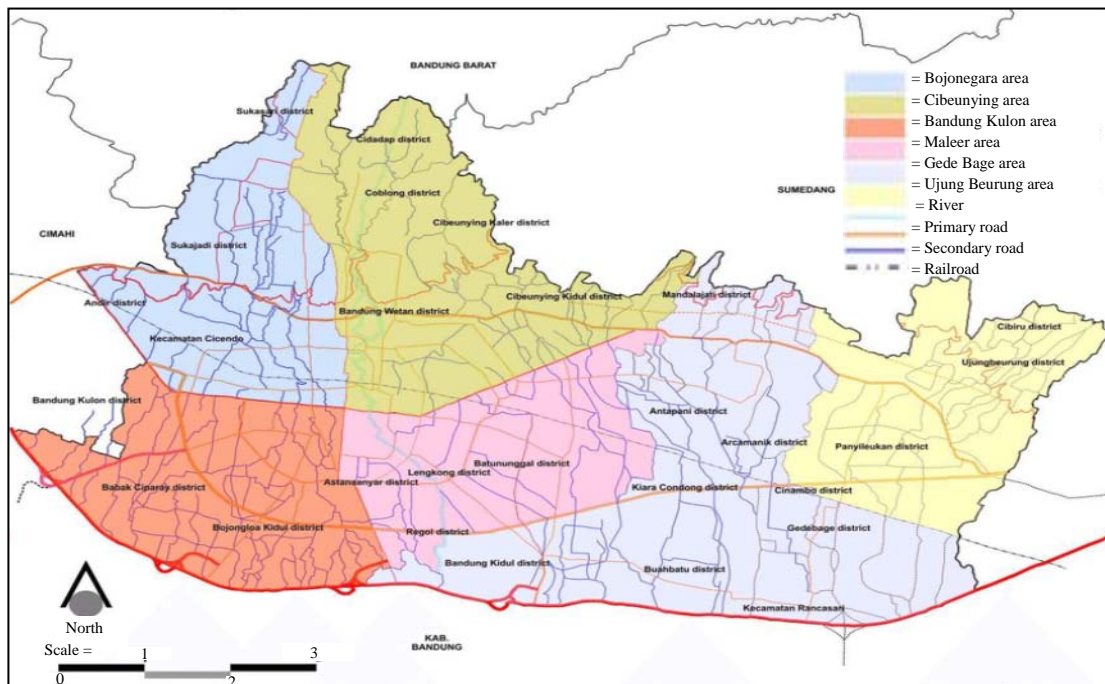 BANDUNG BARAT
Sukasari district
Cidadap district
Coblong district
SUMEDANG
Cibeunying Kaler district
CIMAHI
Sukajadi district
Andir district
Cibeunying Kidul district
Mandalajati district
Bandung Wetan district
Cibiru district
Kecamatan Cicendo
Ujungbeurung district
Bandung Kulon district
Antapani district
Arcamanik district
Panyileukan district
Batununggal district
Lengkong district
Astansanyar district
Babak Ciparay district
Kiara Condong district
Cinambo district
Bojongloa Kidul district
Regol district
Gedebage district
Bandung Kidul district
Buahbatu district
Kecamatan Rancasari
KAB.
BANDUNG
= Bojonegara area
= Cibeunying area
= Bandung Kulon area
= Maleer area
= Gede Bage area
= Ujung Beurung area
= River
= Primary road
= Secondary road
= Railroad
North
Scale =
1
3
0
2